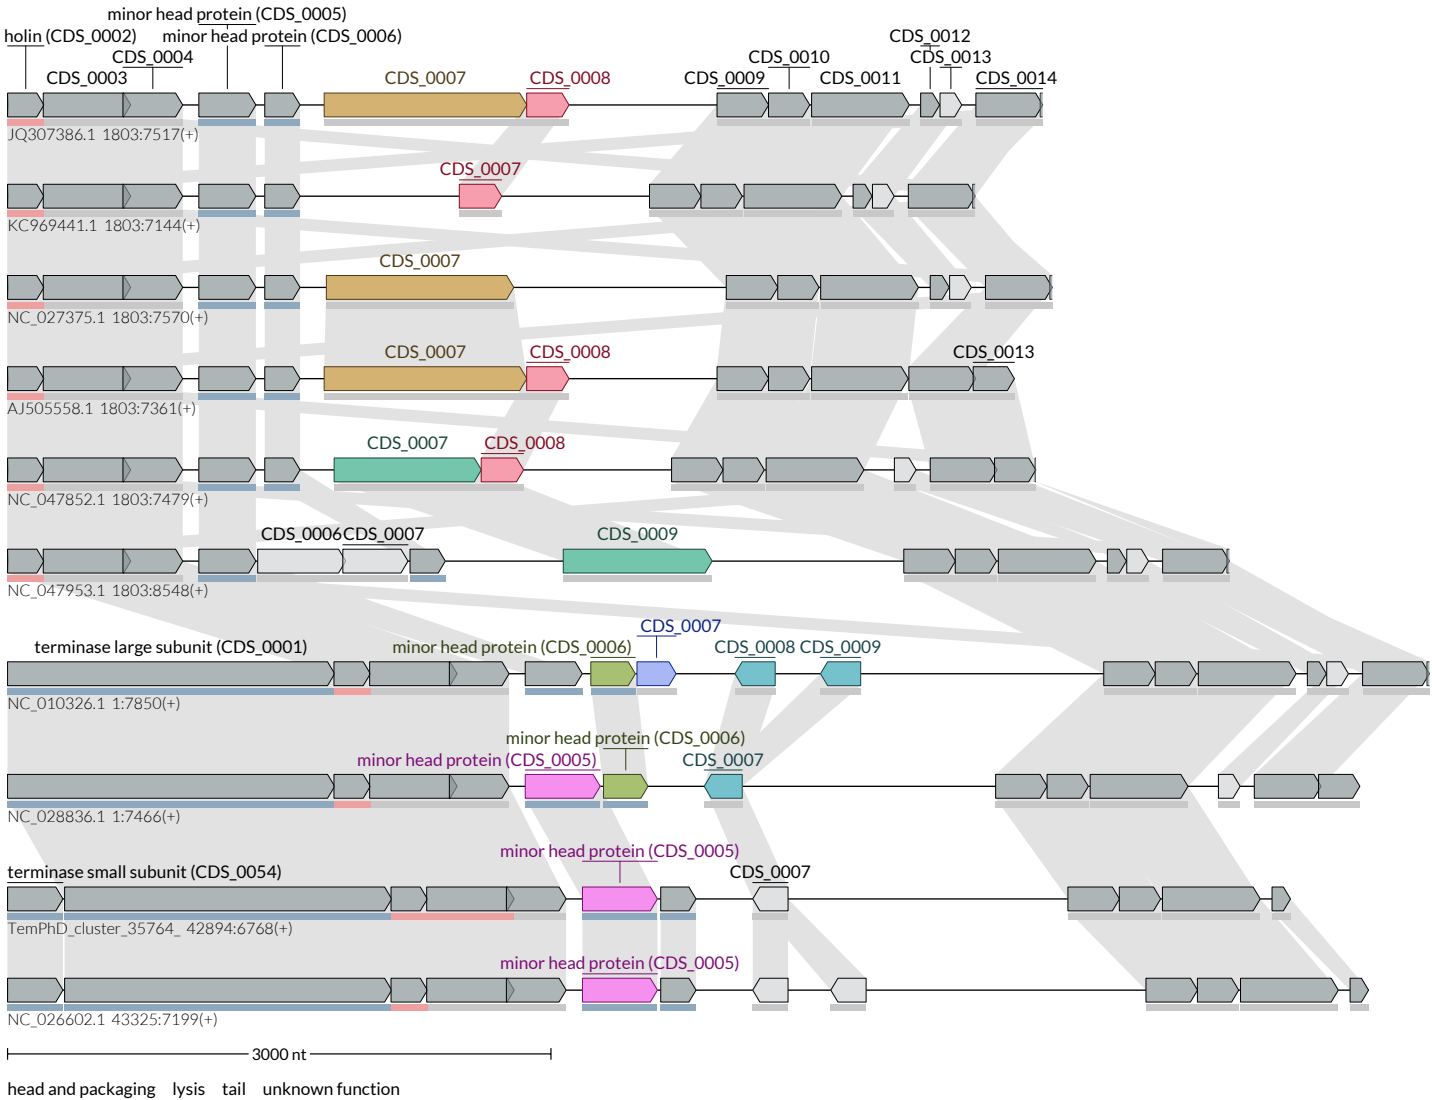 minor head protein (CDS_0005)
holin (CDS_0002) minor head protein (CDS_0006) CDS_0012
CDS_0004 CDS_0010 CDS_0013
CDS_0003 CDS_0007 CDS_0008 CDS_0009 CDS_0011 CDS_0014
JQ307386.1 1803:7517(+)
CDS_0007
KC969441.1 1803:7144(+)
CDS_0007
NC_027375.1 1803:7570(+)
CDS_0007 CDS_0008 CDS_0013
AJ505558.1 1803:7361(+)
CDS_0007 CDS_0008
NC_047852.1 1803:7479(+)
CDS_0006 CDS_0007 CDS_0009
NC_047953.1 1803:8548(+)
CDS_0007
terminase large subunit (CDS_0001) minor head protein (CDS_0006) CDS_0008 CDS_0009
NC_010326.1 1:7850(+)
minor head protein (CDS_0006)
minor head protein (CDS_0005) CDS_0007
NC_028836.1 1:7466(+)
minor head protein (CDS_0005)
terminase small subunit (CDS_0054) CDS_0007
TemPhD_cluster_35764_ 42894:6768(+)
minor head protein (CDS_0005)
NC_026602.1 43325:7199(+)
3000 nt
head and packaging lysis tail unknown function